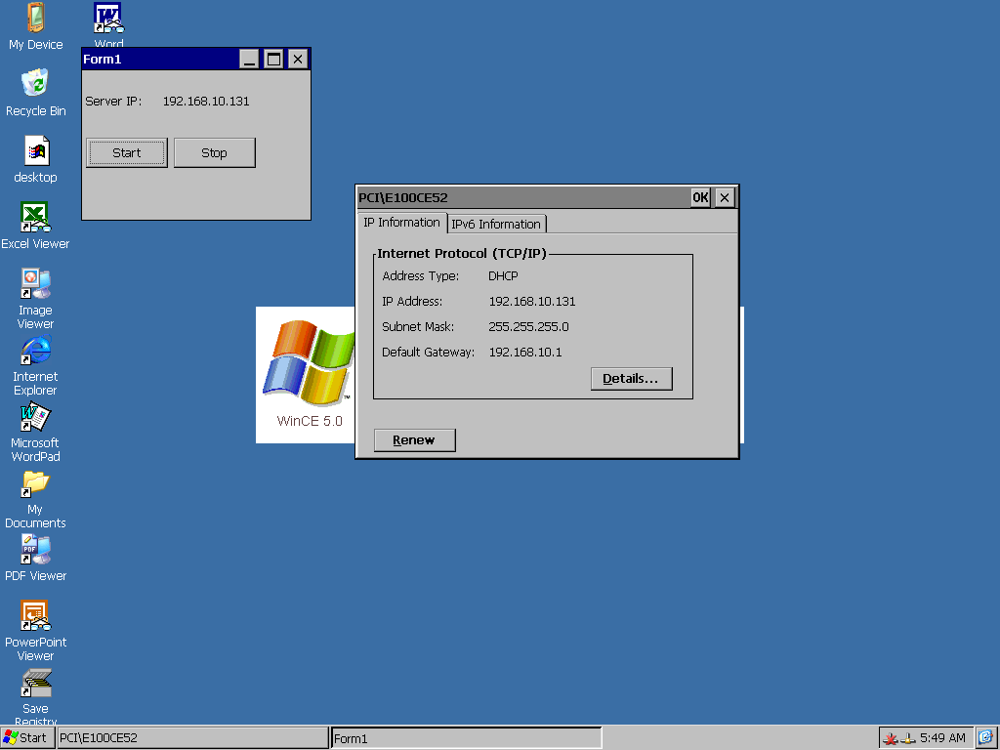 My Device
Word
Recycle Bin
desktop
Excel Viewer
Image
Viewer
Internet
Explorer
Microsoft
WordPad
My
Documents
PDF Viewer
PowerPoint
Viewer
Save
Registry
Form1
Server IP: 192.168.10.131
Start Stop
PCI\E100CE52 OK
IP Information IPv6 Information
Internet Protocol (TCP/IP)
Address Type: DHCP
IP Address: 192.168.10.131
Subnet Mask: 255.255.255.0
Default Gateway: 192.168.10.1
Details...
Renew
WinCE 5.0
Start PCI\E100CE52 Form1 5:49 AM